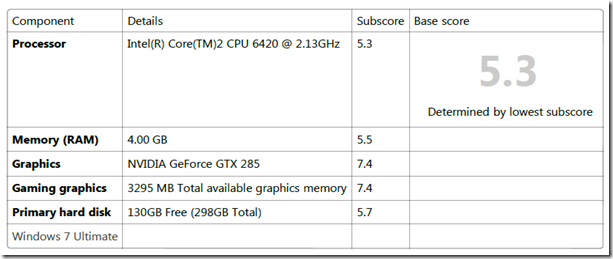 Component Details Subscore Base score
Processor Intel(R) Core(TM)2 CPU 6420 @ 2.13GHz 5.3
5.3
Determined by lowest subscore
Memory (RAM) 4.00 GB 5.5
Graphics NVIDIA GeForce GTX 285 7.4
Gaming graphics 3295 MB Total available graphics memory 7.4
Primary hard disk 130GB Free (298GB Total) 5.7
Windows 7 Ultimate